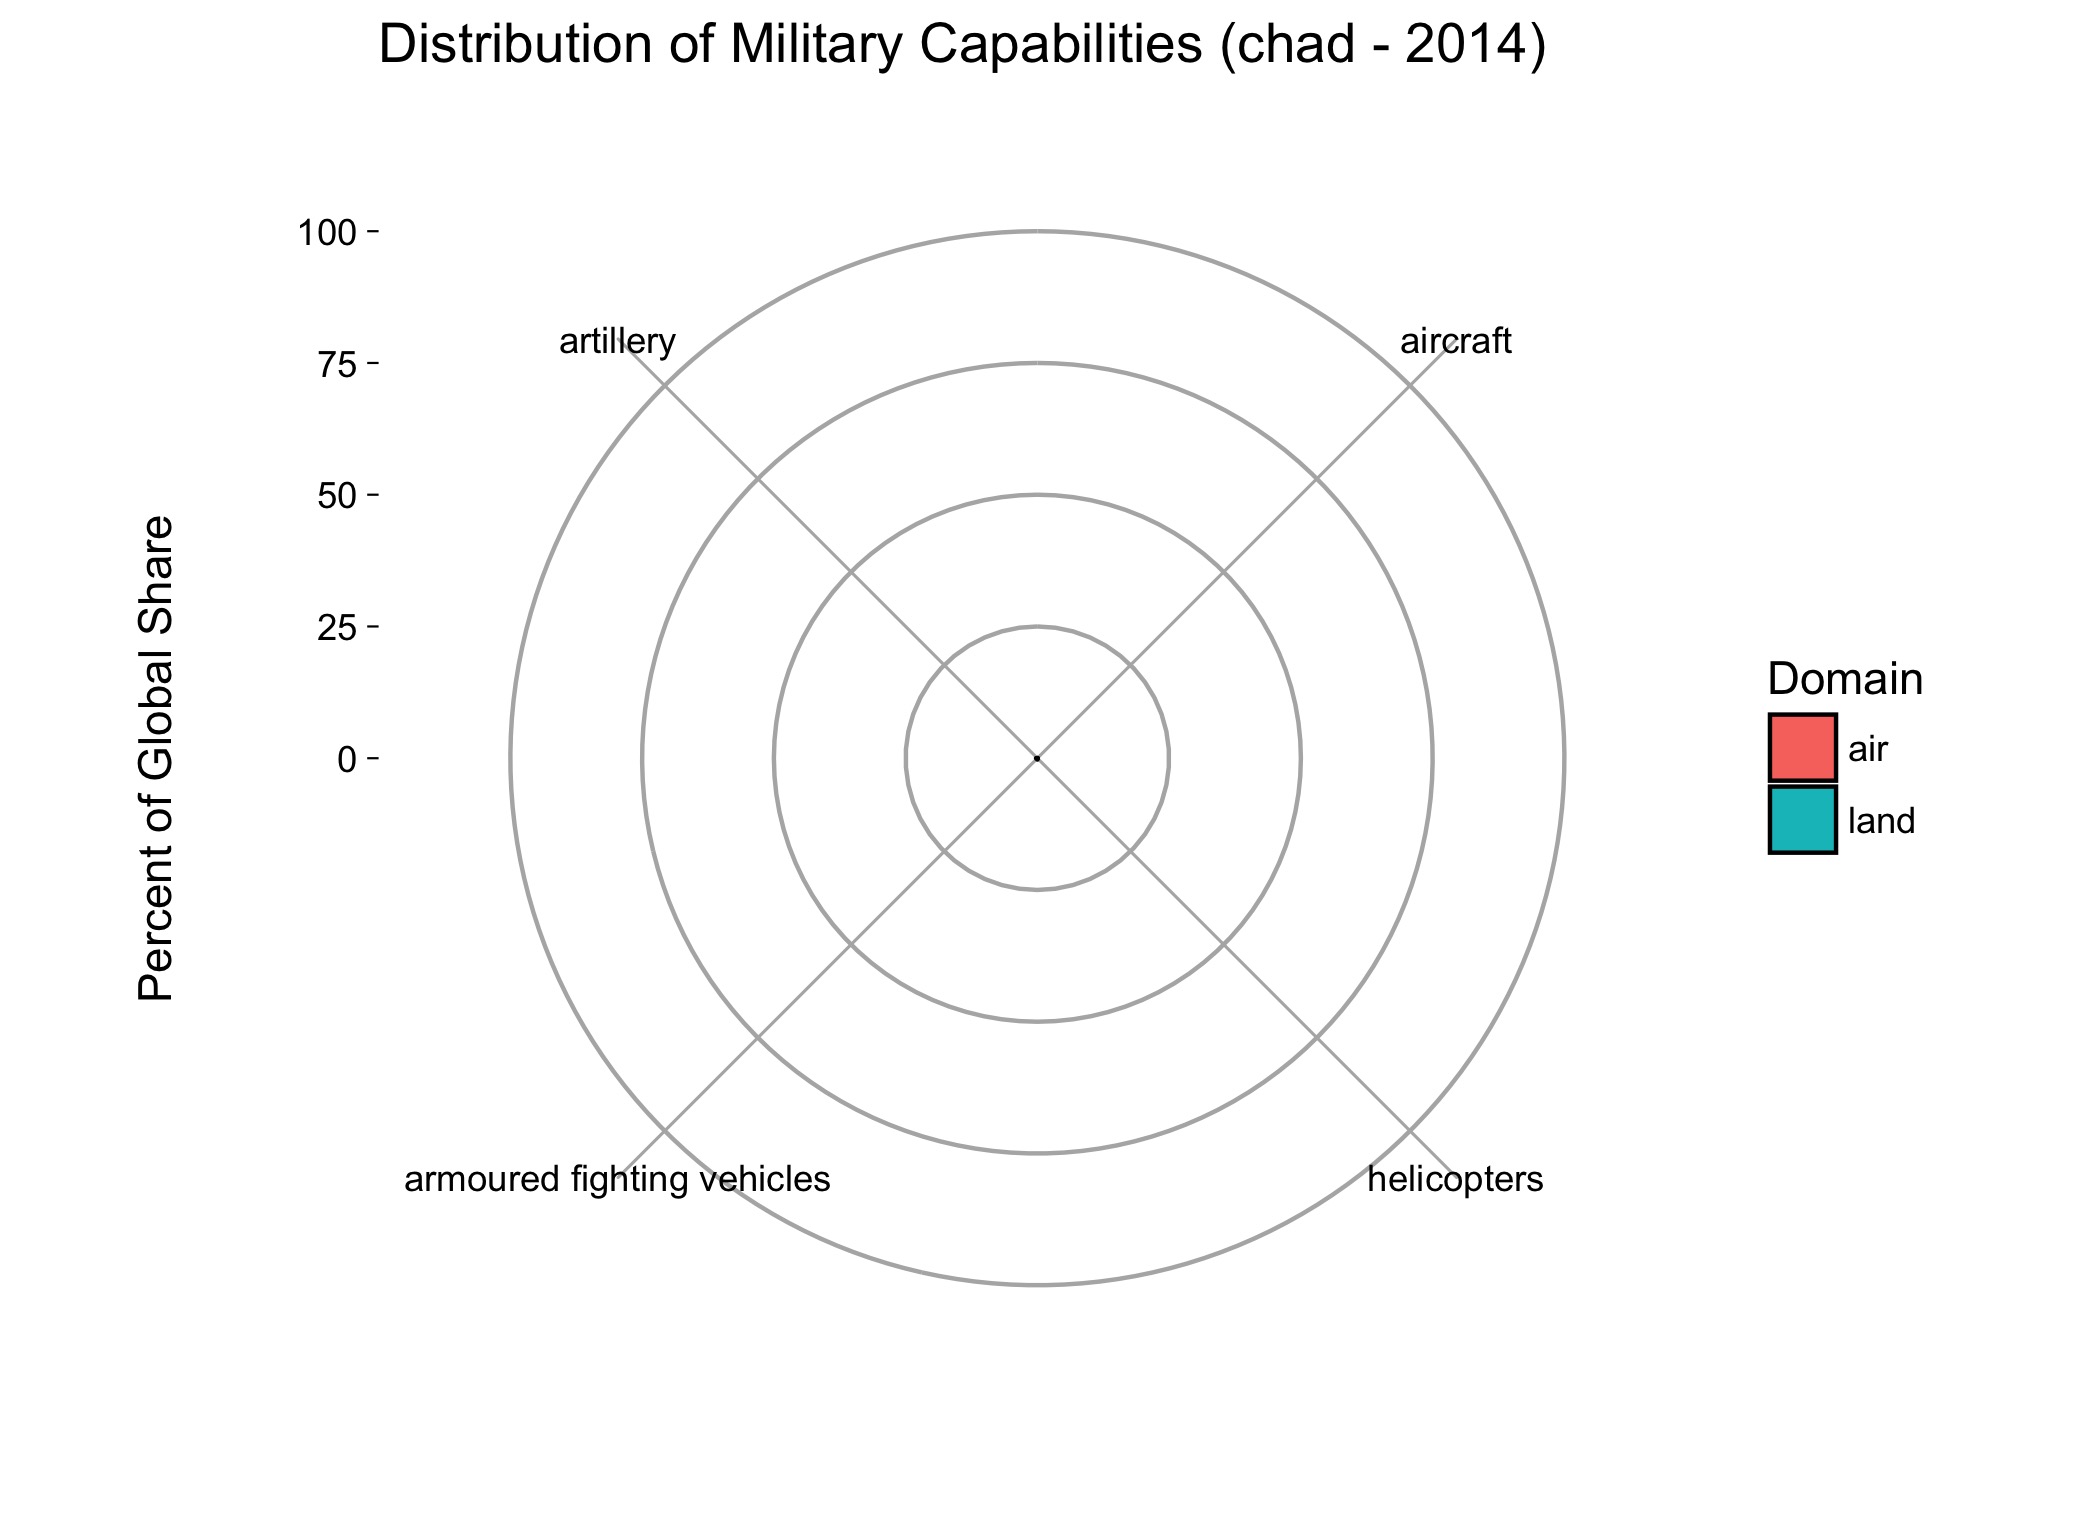 Distribution of Military Capabilities (chad - 2014)
100
75
50
25
0
Percent of Global Share
artillery
aircraft
armoured fighting vehicles
helicopters
Domain
air
land